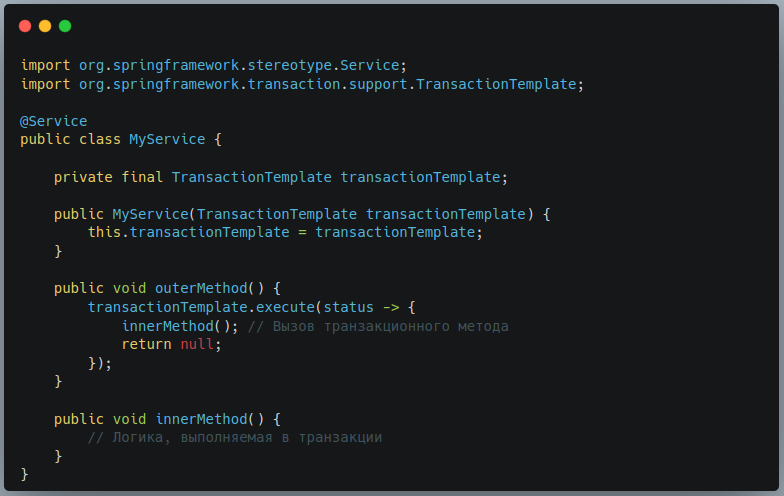 import org.springframework.stereotype.Service;
import org.springframework.transaction.support.TransactionTemplate;

@Service
public class MyService {

    private final TransactionTemplate transactionTemplate;

    public MyService(TransactionTemplate transactionTemplate) {
        this.transactionTemplate = transactionTemplate;
    }

    public void outerMethod() {
        transactionTemplate.execute(status -> {
            innerMethod(); // Вызов транзакционного метода
            return null;
        });
    }

    public void innerMethod() {
        // Логика, выполняемая в транзакции
    }
}